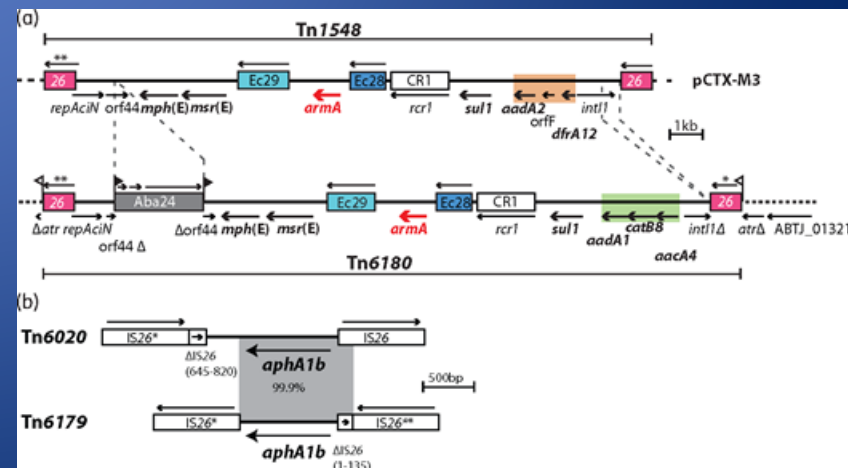 (a)
Tn1548
**
26 Ec29 Ec28 CR1 26 pCTX-M3
repAciN orf44 mph(E) msr(E) armA rcr1 sul1 aadA2 intI1
orfF
dfrA12
1kb
** *
26 Aba24 Ec29 Ec28 CR1 26
Δatr repAciN Δorf44 mph(E) msr(E) armA rcr1 sul1 aadA1 catB8 intI1Δ atrΔ ABTJ_01321
orf44 Δ
aacA4
Tn6180
(b)
Tn6020 IS26* IS26
ΔIS26
(645-820)
aphA1b
99.9%
500bp
Tn6179 IS26* IS26**
aphA1b ΔIS26
(1-135)